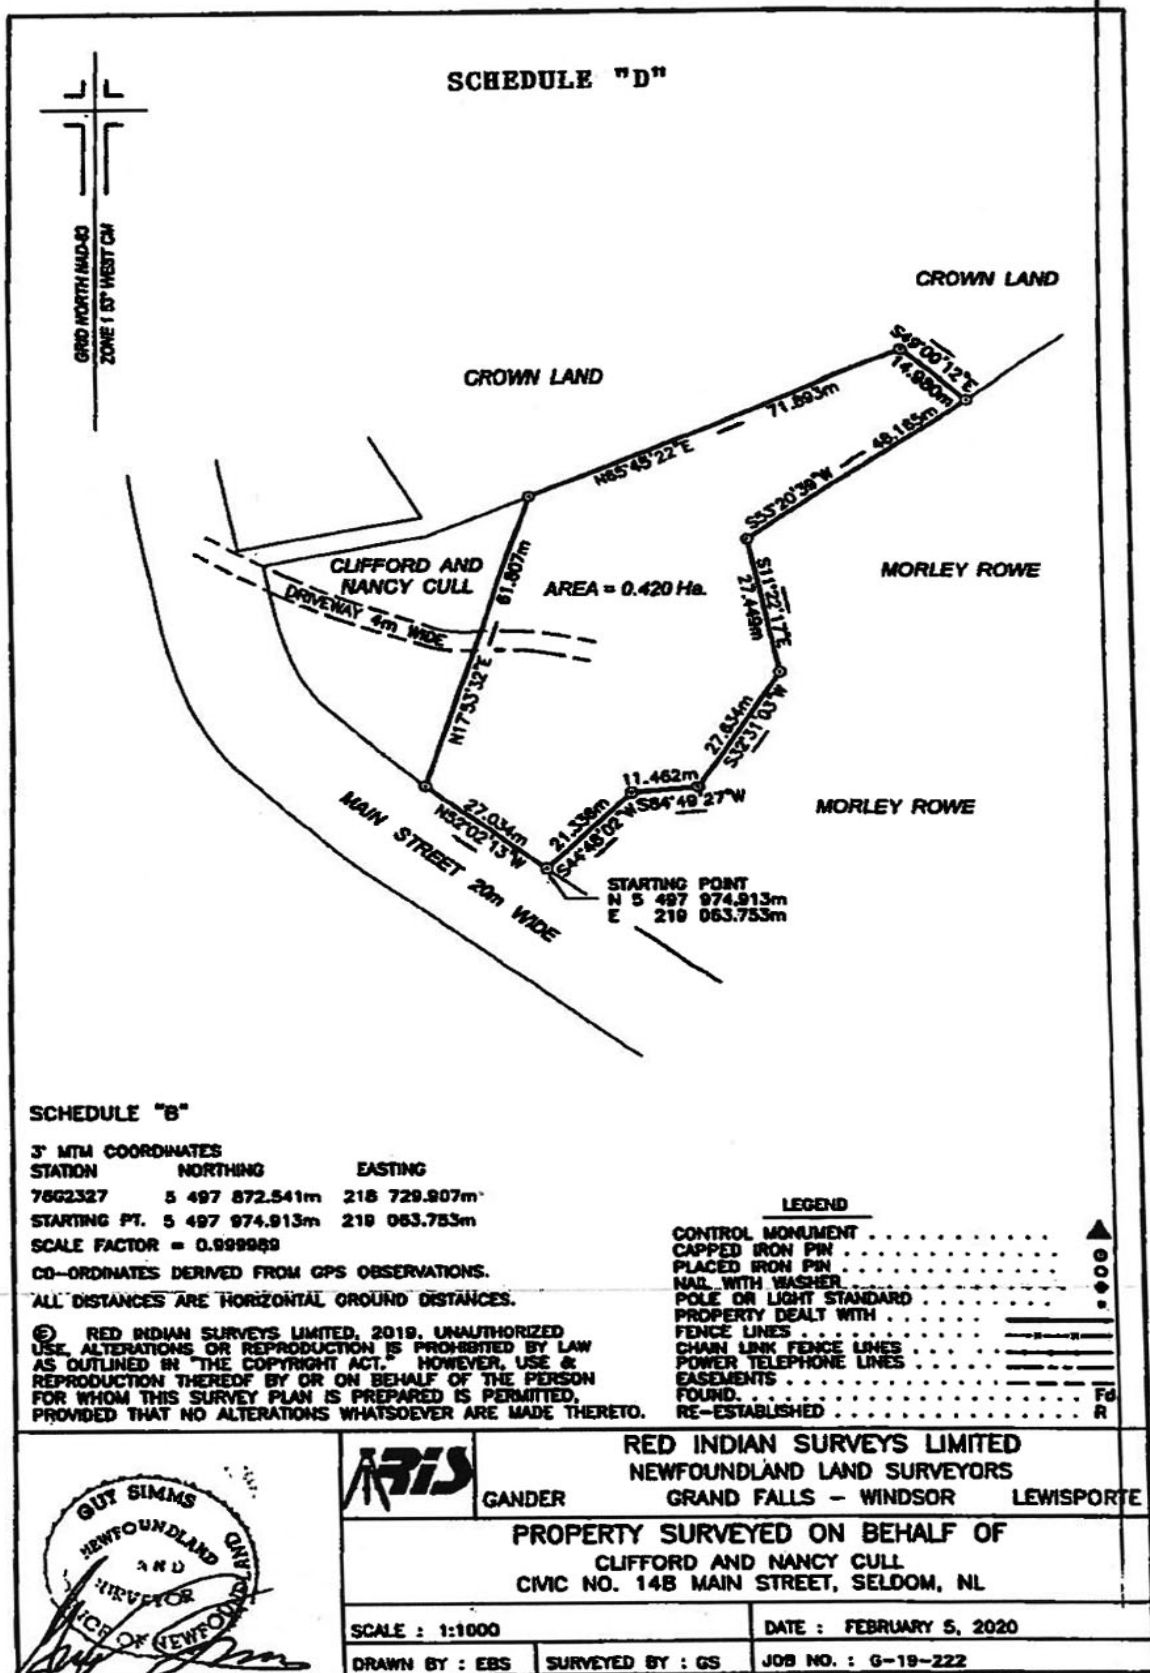 SCHEDULE "D"
GRID NORTH NAD-83
ZONE 1 53° WEST CM
CROWN LAND
CROWN LAND
S49°00'12"E
14.980m
71.893m
N65°45'22"E
48.185m
S53°20'39"W
CLIFFORD AND
NANCY CULL
DRIVEWAY 4m WIDE
61.807m
N17°53'32"E
AREA = 0.420 Ha.
MORLEY ROWE
S11°22'17"E
27.449m
27.634m
S32°31'03"W
11.462m
S84°49'27"W
21.338m
S44°48'02"W
27.034m
N52°02'13"W
MORLEY ROWE
MAIN STREET 20m WIDE
STARTING POINT
N 5 497 974.913m
E 219 063.753m
SCHEDULE "B"
3° MTM COORDINATES
STATION NORTHING EASTING
76G2327 5 497 872.541m 218 729.907m
STARTING PT. 5 497 974.913m 219 063.753m
SCALE FACTOR = 0.999989
CO-ORDINATES DERIVED FROM GPS OBSERVATIONS.
ALL DISTANCES ARE HORIZONTAL GROUND DISTANCES.
© RED INDIAN SURVEYS LIMITED, 2019. UNAUTHORIZED
USE, ALTERATIONS OR REPRODUCTION IS PROHIBITED BY LAW
AS OUTLINED IN "THE COPYRIGHT ACT." HOWEVER, USE &
REPRODUCTION THEREOF BY OR ON BEHALF OF THE PERSON
FOR WHOM THIS SURVEY PLAN IS PREPARED IS PERMITTED,
PROVIDED THAT NO ALTERATIONS WHATSOEVER ARE MADE THERETO.
LEGEND
CONTROL MONUMENT
CAPPED IRON PIN
PLACED IRON PIN
NAIL WITH WASHER
POLE OR LIGHT STANDARD
PROPERTY DEALT WITH
FENCE LINES
CHAIN LINK FENCE LINES
POWER TELEPHONE LINES
EASEMENTS
FOUND. Fd
RE-ESTABLISHED R
GUY SIMMS
NEWFOUNDLAND
LAND
SURVEYOR
RIS
RED INDIAN SURVEYS LIMITED
NEWFOUNDLAND LAND SURVEYORS
GANDER GRAND FALLS - WINDSOR LEWISPORTE
PROPERTY SURVEYED ON BEHALF OF
CLIFFORD AND NANCY CULL
CIVIC NO. 14B MAIN STREET, SELDOM, NL
SCALE : 1:1000
DATE : FEBRUARY 5, 2020
DRAWN BY : EBS
SURVEYED BY : GS
JOB NO. : G-19-222